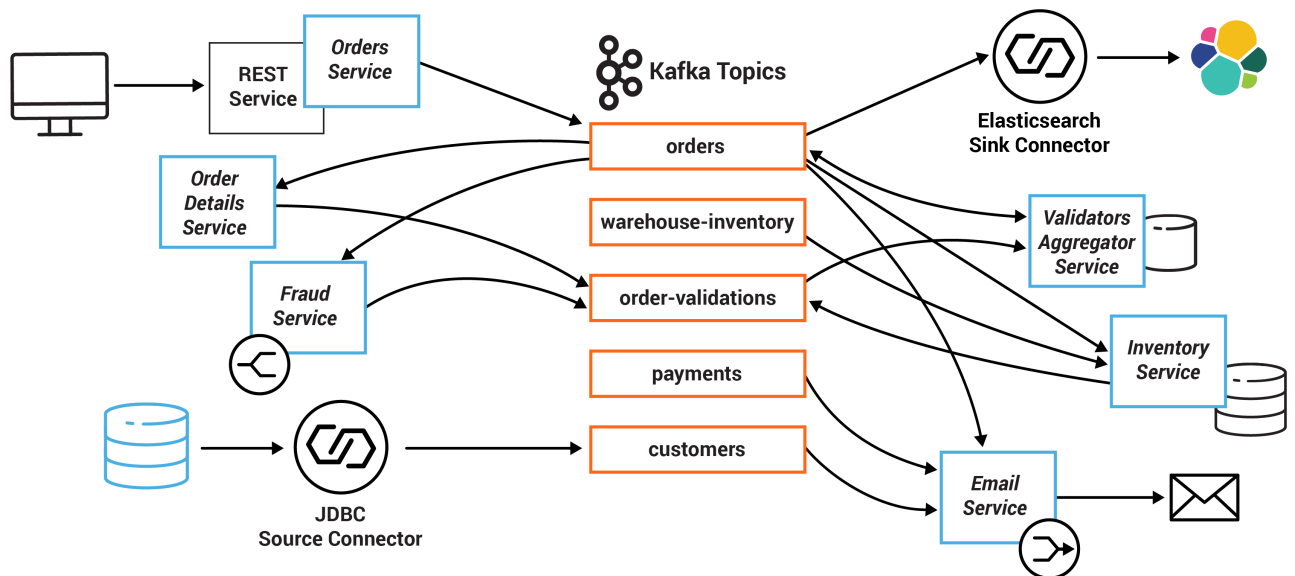 Orders
Service
REST
Service
Kafka Topics
orders
Elasticsearch
Sink Connector
Order
Details
Service
warehouse-inventory
Validators
Aggregator
Service
Fraud
Service
order-validations
Inventory
Service
payments
customers
JDBC
Source Connector
Email
Service